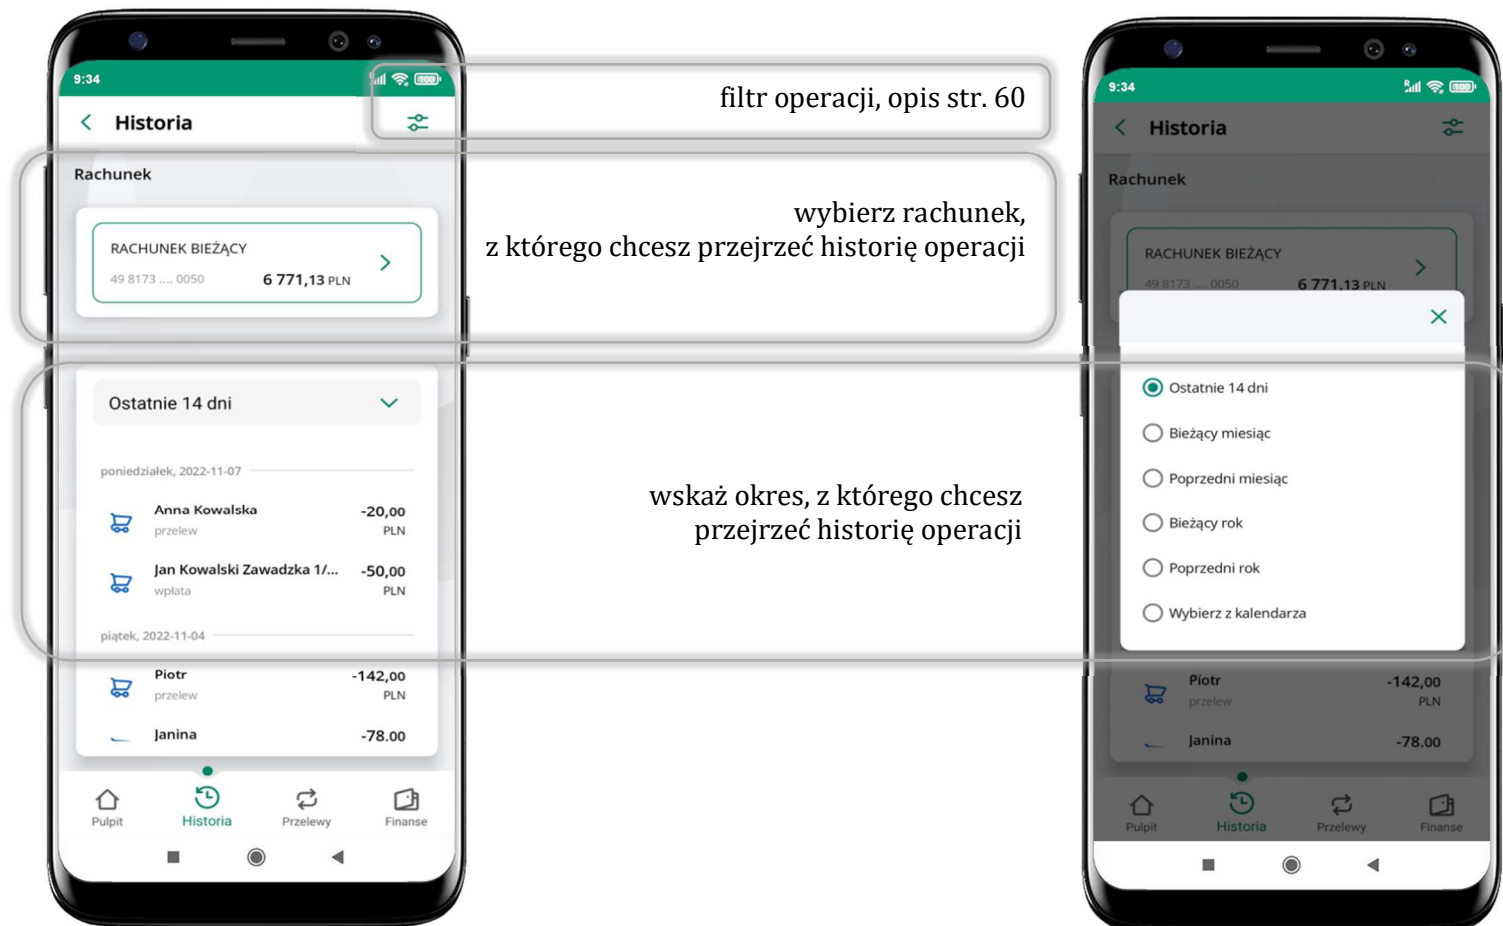 9:34
Historia
Rachunek
RACHUNEK BIEŻĄCY
49 8173 .... 0050 6 771,13 PLN
Ostatnie 14 dni
poniedziałek, 2022-11-07
Anna Kowalska -20,00
przelew PLN
Jan Kowalski Zawadzka 1/... -50,00
wpłata PLN
piątek, 2022-11-04
Piotr -142,00
przelew PLN
Janina -78.00
Pulpit Historia Przelewy Finanse
filtr operacji, opis str. 60
wybierz rachunek,
z którego chcesz przejrzeć historię operacji
wskaż okres, z którego chcesz
przejrzeć historię operacji
9:34
Historia
Rachunek
RACHUNEK BIEŻĄCY
49 8173 .... 0050 6 771,13 PLN
Ostatnie 14 dni
Bieżący miesiąc
Poprzedni miesiąc
Bieżący rok
Poprzedni rok
Wybierz z kalendarza
Piotr -142,00
przelew PLN
Janina -78.00
Pulpit Historia Przelewy Finanse